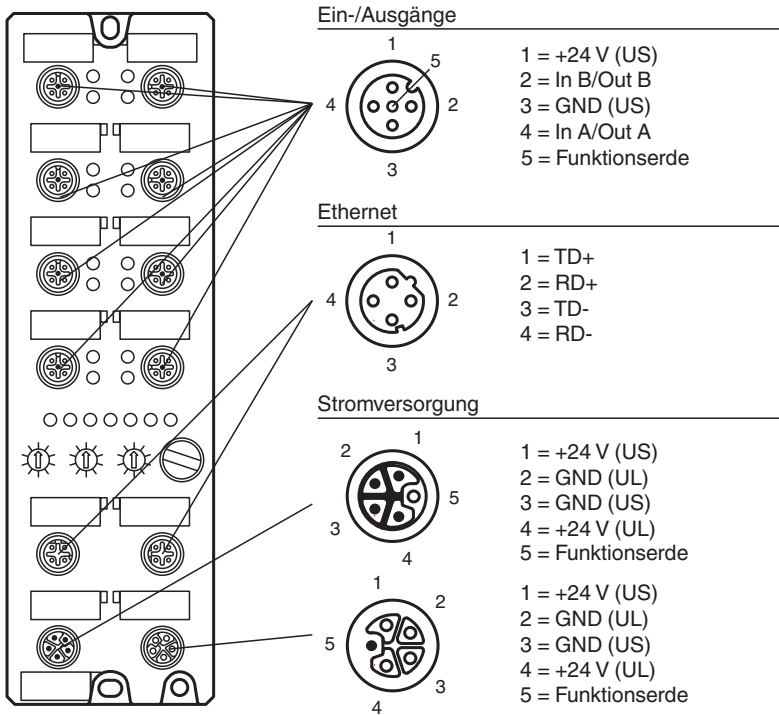 Ein-/Ausgänge
1
5
4
2
3
1 = +24 V (US)
2 = In B/Out B
3 = GND (US)
4 = In A/Out A
5 = Funktionserde
Ethernet
1
4
2
3
1 = TD+
2 = RD+
3 = TD-
4 = RD-
Stromversorgung
1
2
5
3
4
1 = +24 V (US)
2 = GND (UL)
3 = GND (US)
4 = +24 V (UL)
5 = Funktionserde
1
2
5
3
4
1 = +24 V (US)
2 = GND (UL)
3 = GND (US)
4 = +24 V (UL)
5 = Funktionserde